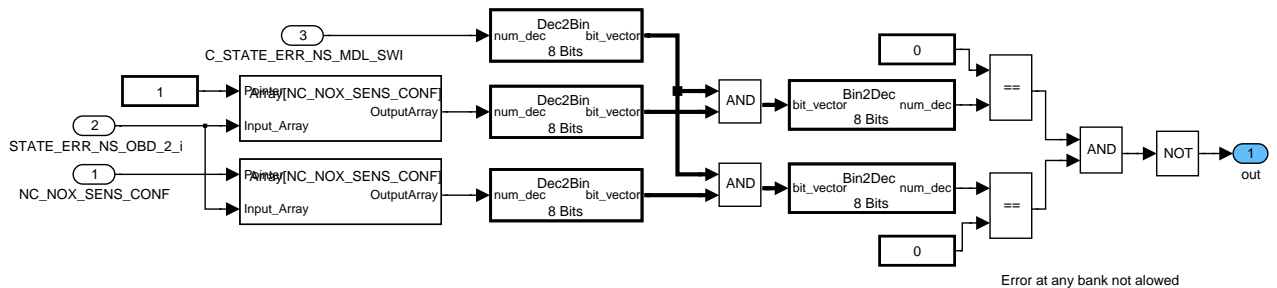 3
C_STATE_ERR_NS_MDL_SWI
Dec2Bin
num_dec bit_vector
8 Bits
0
1
Pointer
Array[NC_NOX_SENS_CONF]
OutputArray
Input_Array
Dec2Bin
num_dec bit_vector
8 Bits
AND
Bin2Dec
bit_vector num_dec
8 Bits
==
2
STATE_ERR_NS_OBD_2_i
AND
NOT
1
out
1
NC_NOX_SENS_CONF
Pointer
Array[NC_NOX_SENS_CONF]
OutputArray
Input_Array
Dec2Bin
num_dec bit_vector
8 Bits
AND
Bin2Dec
bit_vector num_dec
8 Bits
==
0
Error at any bank not alowed